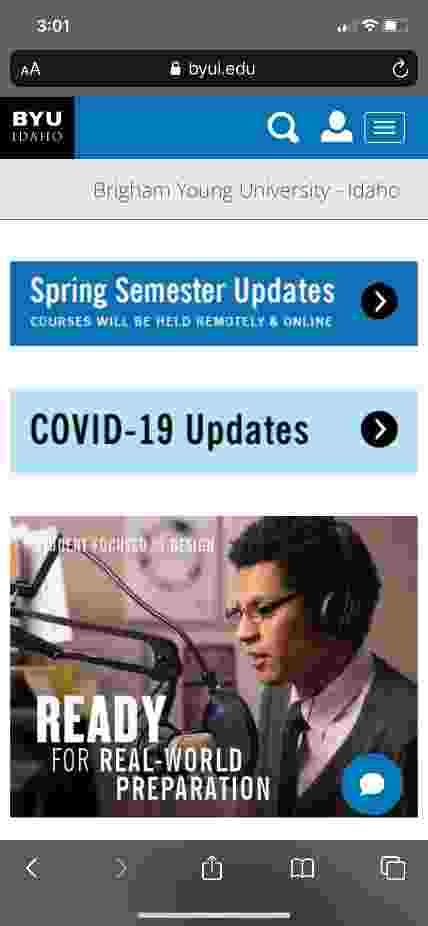 3:01
AA
byui.edu
BYU
IDAHO
Brigham Young University - Idaho
Spring Semester Updates
COURSES WILL BE HELD REMOTELY & ONLINE
COVID-19 Updates
STUDENT FOCUSED BY DESIGN
READY
FOR REAL-WORLD
PREPARATION